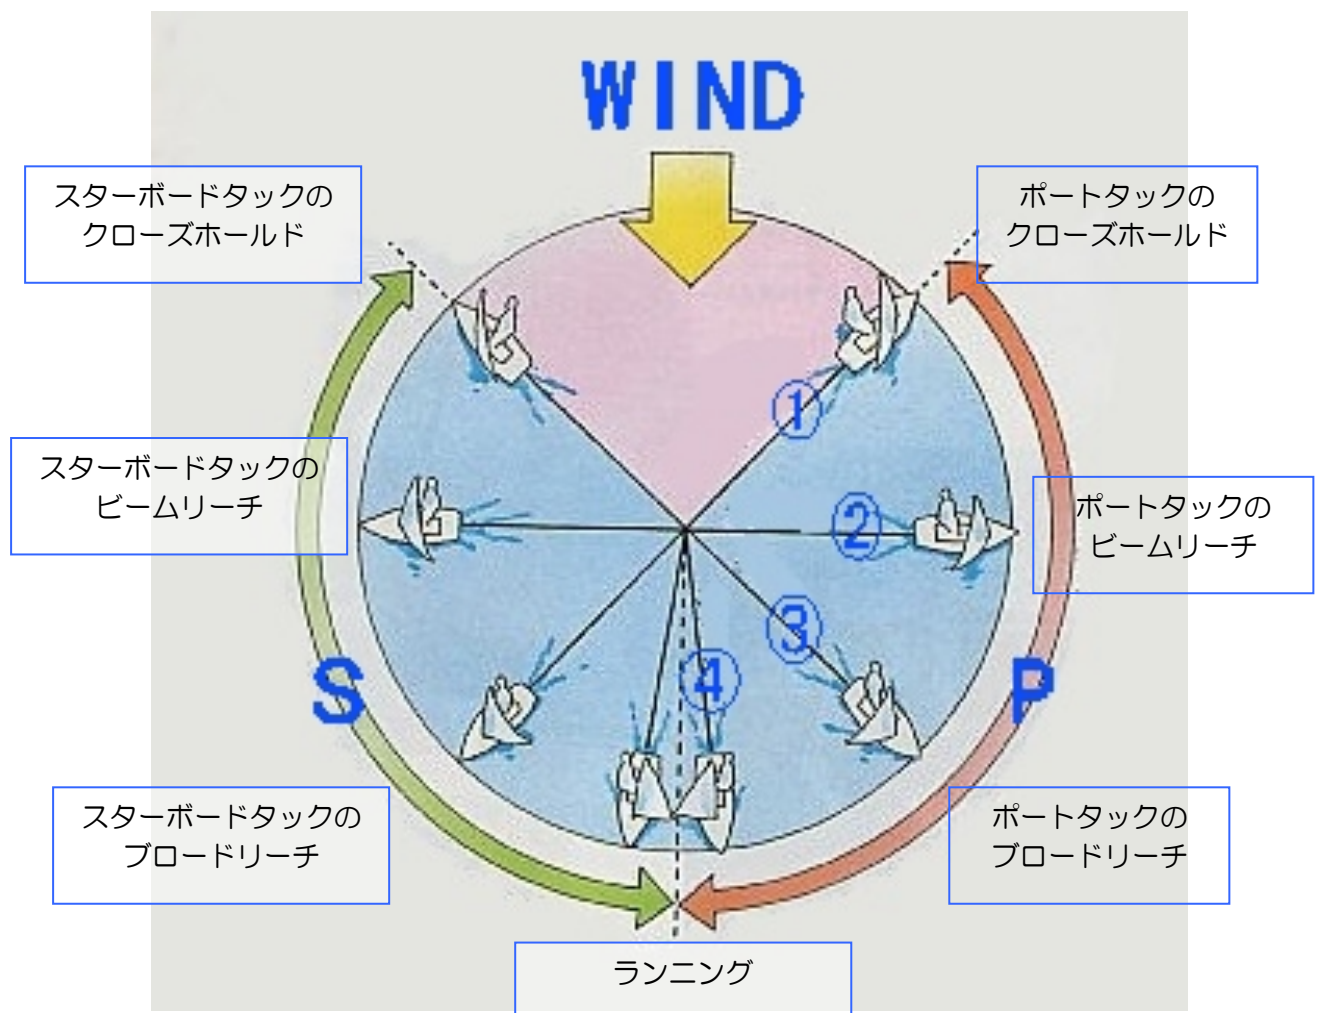 WIND
スターボードタックの
クローズホールド
ポートタックの
クローズホールド
①
スターボードタックの
ビームリーチ
②
ポートタックの
ビームリーチ
③
S
④
P
スターボードタックの
ブロードリーチ
ポートタックの
ブロードリーチ
ランニング